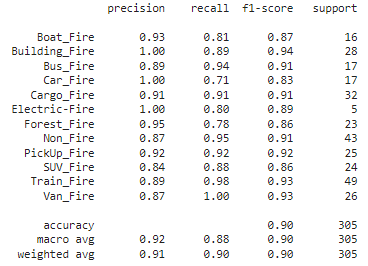 precision recall f1-score support
Boat_Fire 0.93 0.81 0.87 16
Building_Fire 1.00 0.89 0.94 28
Bus_Fire 0.89 0.94 0.91 17
Car_Fire 1.00 0.71 0.83 17
Cargo_Fire 0.91 0.91 0.91 32
Electric-Fire 1.00 0.80 0.89 5
Forest_Fire 0.95 0.78 0.86 23
Non_Fire 0.87 0.95 0.91 43
PickUp_Fire 0.92 0.92 0.92 25
SUV_Fire 0.84 0.88 0.86 24
Train_Fire 0.89 0.98 0.93 49
Van_Fire 0.87 1.00 0.93 26
accuracy 0.90 305
macro avg 0.92 0.88 0.90 305
weighted avg 0.91 0.90 0.90 305